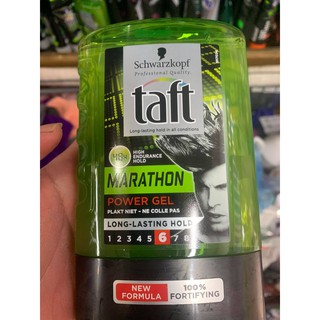 Schwarzkopf
Professional Quality
taft
Long-lasting hold in all conditions
HIGH
ENDURANCE
HOLD
MARATHON
POWER GEL
PLAKT NIET - NE COLLE PAS
LONG-LASTING HOLD
1 2 3 4 5 6 7 8
NEW
FORMULA
100%
FORTIFYING